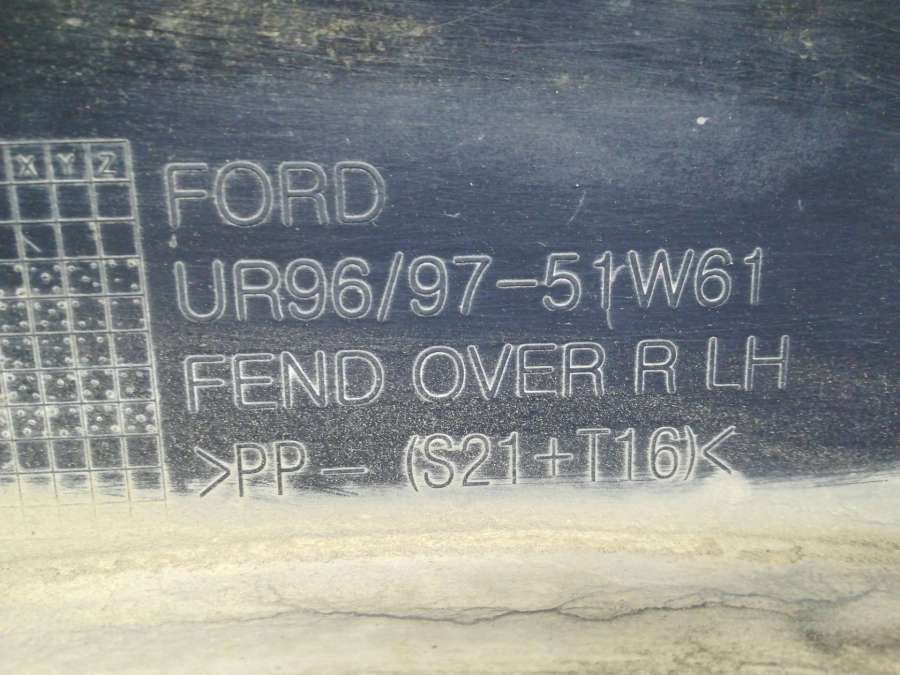 X Y Z
FORD
UR96/97-51W61
FEND OVER R LH
>PP- (S21+T16)<